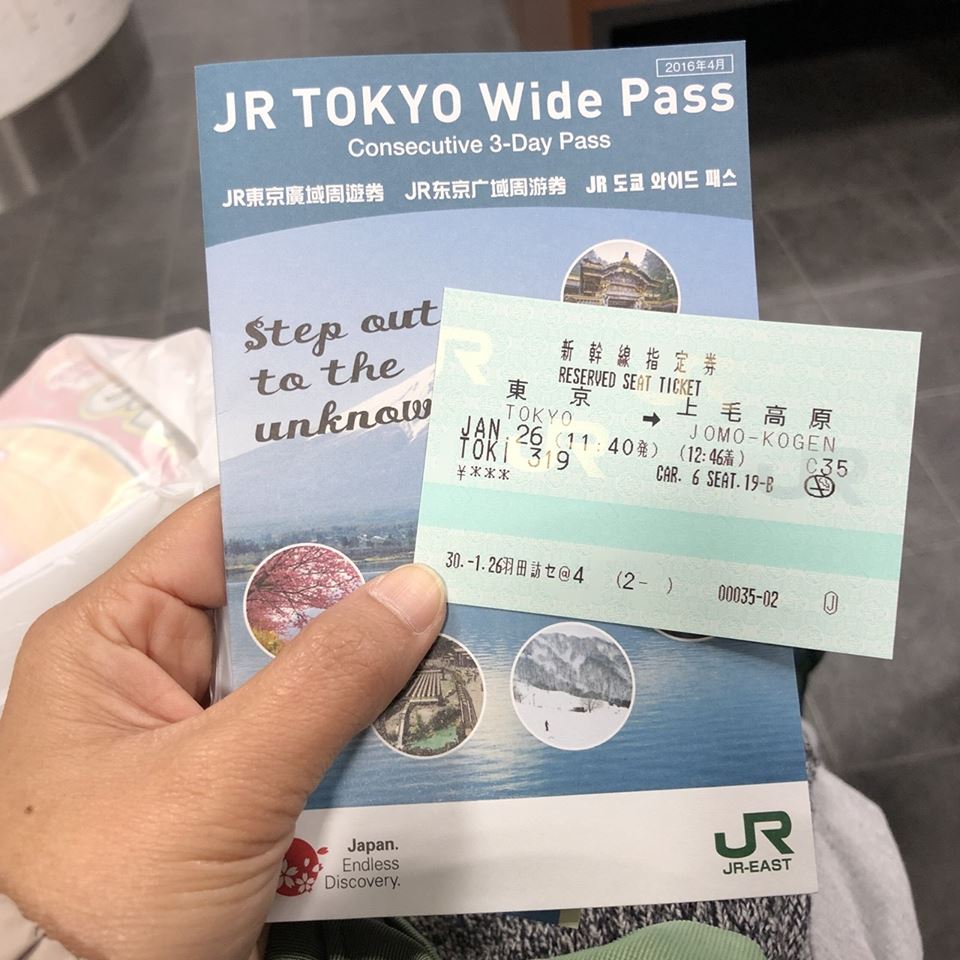 2016年4月
JR TOKYO Wide Pass
Consecutive 3-Day Pass
JR東京廣域周遊券 JR东京广域周游券 JR 도쿄 와이드 패스
Step out
to the
unknow
新幹線指定券
RESERVED SEAT TICKET
東京 → 上毛高原
TOKYO JOMO-KOGEN
JAN 26 (11:40発) (12:46着) C35
TOKI 319 CAR. 6 SEAT.19-B
¥***
30.-1.26羽田訪セ@4 (2- ) 00035-02 J
Japan.
Endless
Discovery.
JR
JR-EAST